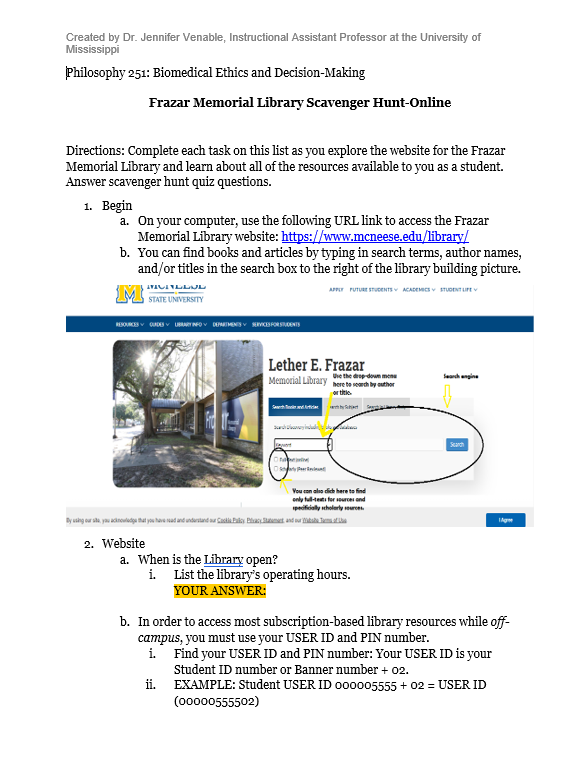 Created by Dr. Jennifer Venable, Instructional Assistant Professor at the University of
Mississippi
Philosophy 251: Biomedical Ethics and Decision-Making
Frazar Memorial Library Scavenger Hunt-Online
Directions: Complete each task on this list as you explore the website for the Frazar
Memorial Library and learn about all of the resources available to you as a student.
Answer scavenger hunt quiz questions.
1. Begin
a. On your computer, use the following URL link to access the Frazar
Memorial Library website: https://www.mcneese.edu/library/
b. You can find books and articles by typing in search terms, author names,
and/or titles in the search box to the right of the library building picture.
MCNEESE
STATE UNIVERSITY
APPLY FUTURE STUDENTS ACADEMICS STUDENT LIFE
RESOURCES GUIDES LIBRARY INFO DEPARTMENTS SERVICES FOR STUDENTS
Lether E. Frazar
Memorial Library
Use the drop-down menu
here to search by author
or title.
Search engine
Search Books and Articles Search by Subject
Keyword
Search
Full Text (online)
Scholarly (Peer Reviewed)
You can also click here to find
only full-texts for sources and
specificially scholarly sources.
By using our site, you acknowledge that you have read and understand our Cookie Policy, Privacy Statement, and our Website Terms of Use
I Agree
2. Website
a. When is the Library open?
i. List the library's operating hours.
YOUR ANSWER:
b. In order to access most subscription-based library resources while off-
campus, you must use your USER ID and PIN number.
i. Find your USER ID and PIN number: Your USER ID is your
Student ID number or Banner number + 02.
ii. EXAMPLE: Student USER ID 000005555 + 02 = USER ID
(00000555502)